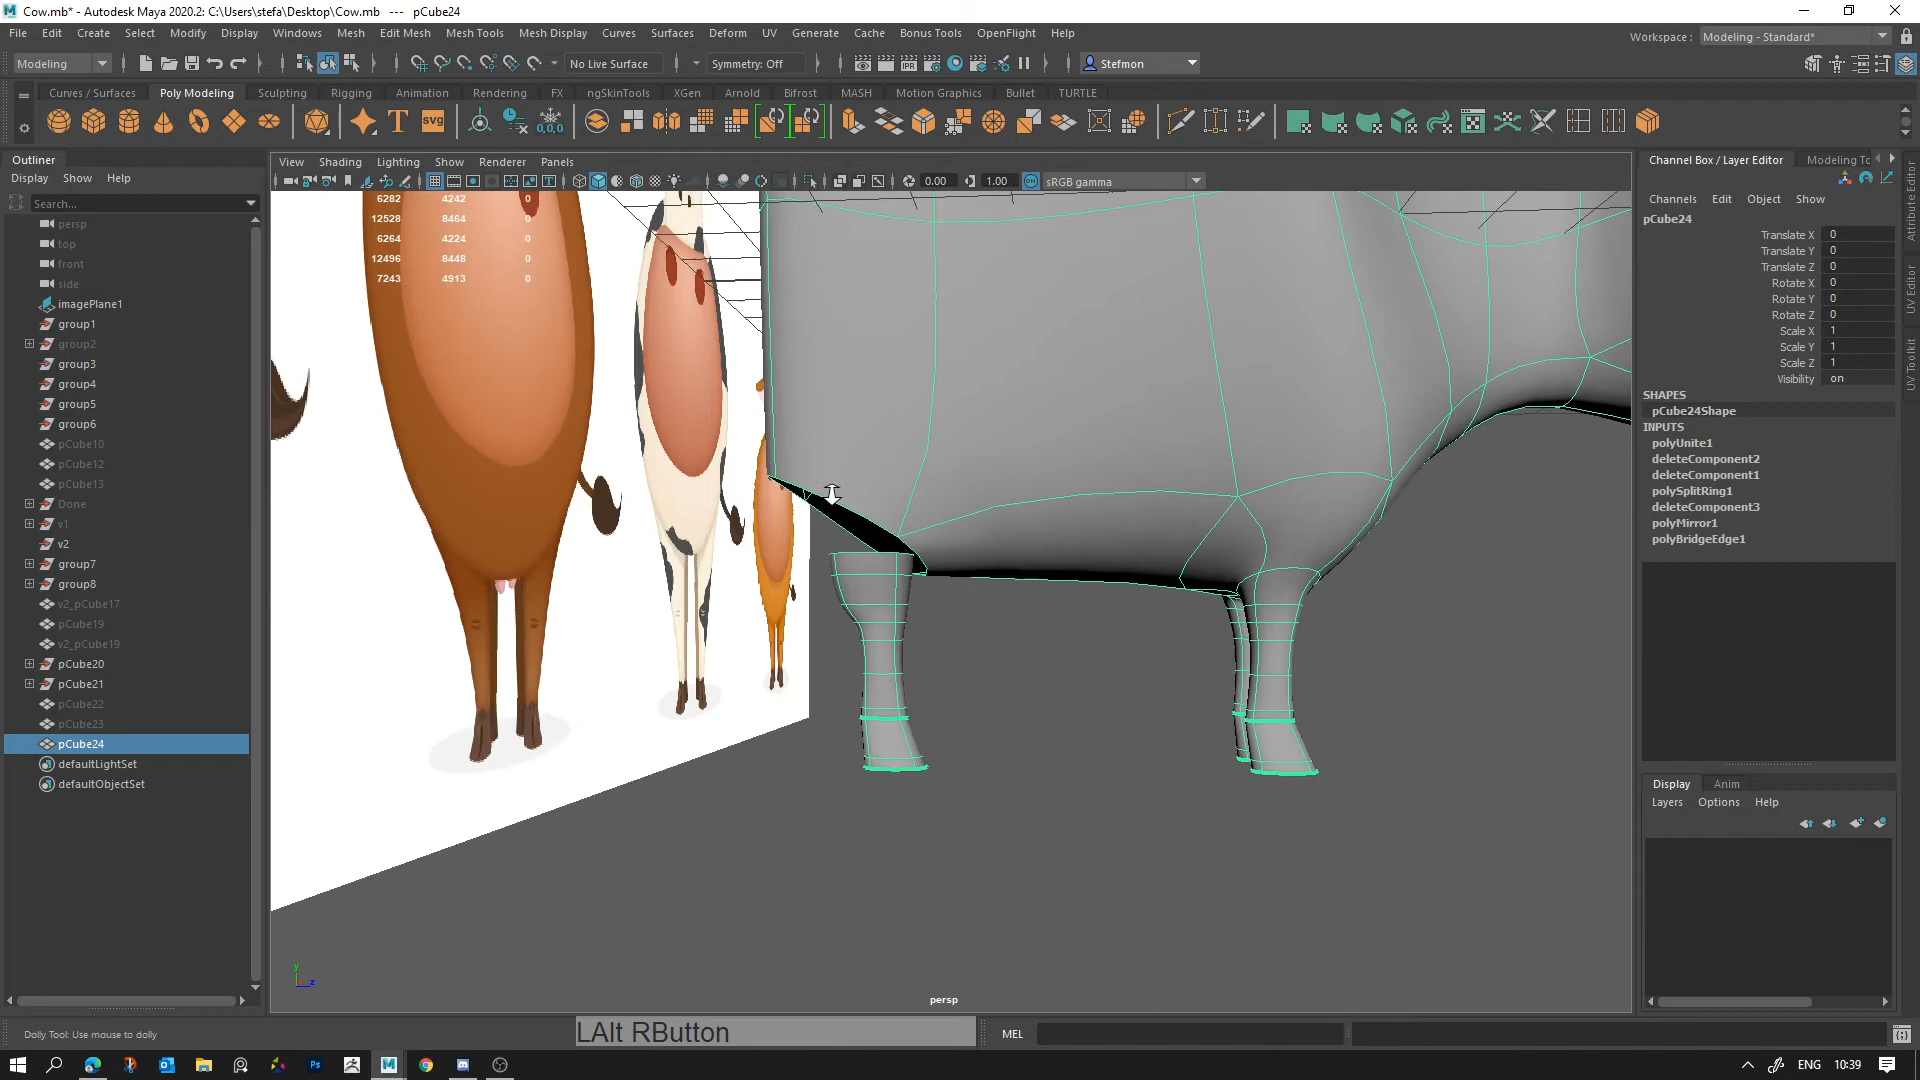 Cow.mb* - Autodesk Maya 2020.2: C:\Users\stefa\Desktop\Cow.mb --- pCube24
File Edit Create Select Modify Display Windows Mesh Edit Mesh Mesh Tools Mesh Display Curves Surfaces Deform UV Generate Cache Bonus Tools OpenFlight Help
Workspace : Modeling - Standard*
Modeling No Live Surface Symmetry: Off Stefmon
Curves / Surfaces Poly Modeling Sculpting Rigging Animation Rendering FX ngSkinTools XGen Arnold Bifrost MASH Motion Graphics Bullet TURTLE
Outliner
Display Show Help
Search...
persp
top
front
side
imagePlane1
group1
group2
group3
group4
group5
group6
pCube10
pCube12
pCube13
Done
v1
v2
group7
group8
v2_pCube17
pCube19
v2_pCube19
pCube20
pCube21
pCube22
pCube23
pCube24
defaultLightSet
defaultObjectSet
View Shading Lighting Show Renderer Panels
0.00 1.00 sRGB gamma
6282 4242 0
12528 8464 0
6264 4224 0
12496 8448 0
7243 4913 0
y
z
persp
Channel Box / Layer Editor Modeling To
Channels Edit Object Show
pCube24
Translate X 0
Translate Y 0
Translate Z 0
Rotate X 0
Rotate Y 0
Rotate Z 0
Scale X 1
Scale Y 1
Scale Z 1
Visibility on
SHAPES
pCube24Shape
INPUTS
polyUnite1
deleteComponent2
deleteComponent1
polySplitRing1
deleteComponent3
polyMirror1
polyBridgeEdge1
Display Anim
Layers Options Help
Attribute Editor
UV Editor
UV Toolkit
Dolly Tool: Use mouse to dolly
LAlt RButton
MEL
ENG 10:39